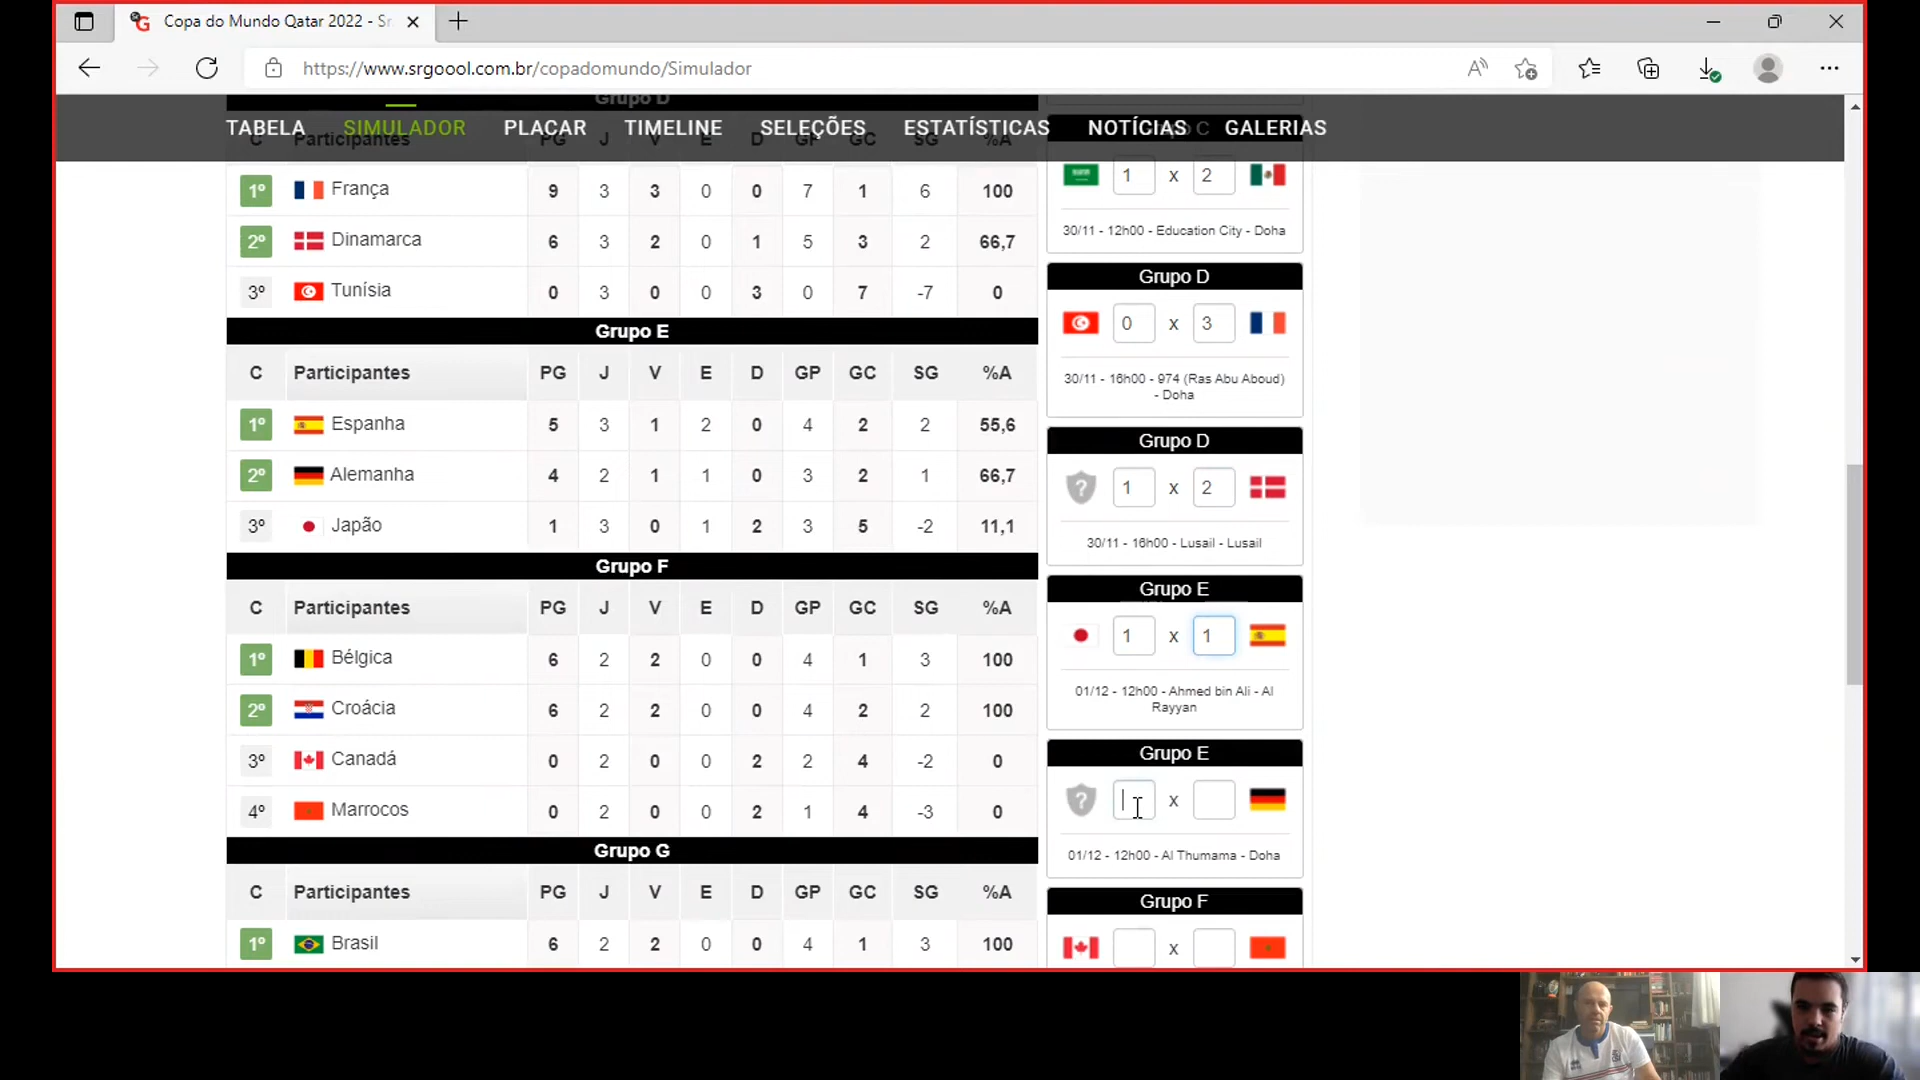 Copa do Mundo Qatar 2022 - Sr
https://www.srgoool.com.br/copadomundo/Simulador
Grupo D
TABELA SIMULADOR PLACAR TIMELINE SELEÇÕES ESTATÍSTICAS NOTÍCIAS GALERIAS
C Participantes PG J V E D GP GC SG %A
1º França 9 3 3 0 0 7 1 6 100
2º Dinamarca 6 3 2 0 1 5 3 2 66,7
3º Tunísia 0 3 0 0 3 0 7 -7 0
Grupo E
C Participantes PG J V E D GP GC SG %A
1º Espanha 5 3 1 2 0 4 2 2 55,6
2º Alemanha 4 2 1 1 0 3 2 1 66,7
3º Japão 1 3 0 1 2 3 5 -2 11,1
Grupo F
C Participantes PG J V E D GP GC SG %A
1º Bélgica 6 2 2 0 0 4 1 3 100
2º Croácia 6 2 2 0 0 4 2 2 100
3º Canadá 0 2 0 0 2 2 4 -2 0
4º Marrocos 0 2 0 0 2 1 4 -3 0
Grupo G
C Participantes PG J V E D GP GC SG %A
1º Brasil 6 2 2 0 0 4 1 3 100
Grupo C
1 x 2
30/11 - 12h00 - Education City - Doha
Grupo D
0 x 3
30/11 - 16h00 - 974 (Ras Abu Aboud)
- Doha
Grupo D
? 1 x 2
30/11 - 16h00 - Lusail - Lusail
Grupo E
1 x 1
01/12 - 12h00 - Ahmed bin Ali - Al
Rayyan
Grupo E
? x
01/12 - 12h00 - Al Thumama - Doha
Grupo F
x